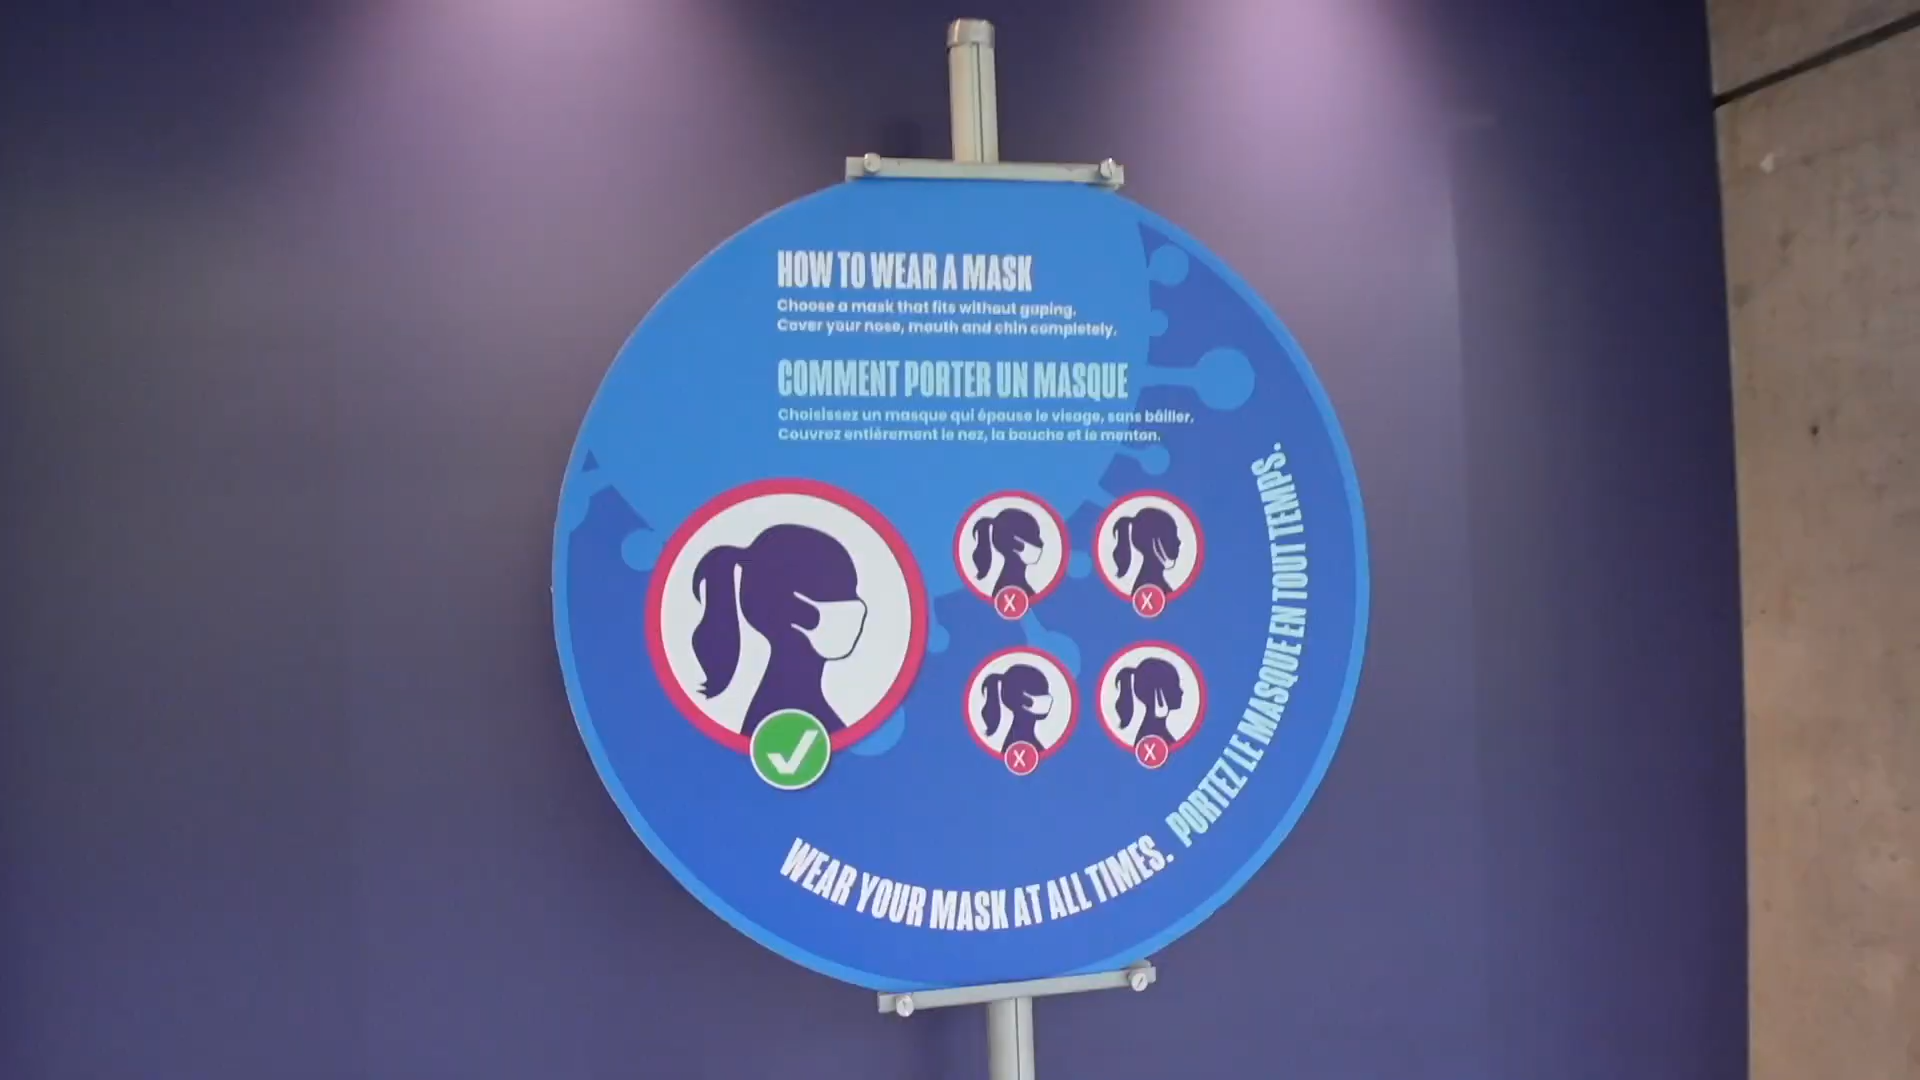 HOW TO WEAR A MASK
Choose a mask that fits without gaping.
Cover your nose, mouth and chin completely.
COMMENT PORTER UN MASQUE
Choisissez un masque qui épouse le visage, sans bâiller.
Couvrez entièrement le nez, la bouche et le menton.
X
X
X
X
WEAR YOUR MASK AT ALL TIMES.
PORTEZ LE MASQUE EN TOUT TEMPS.